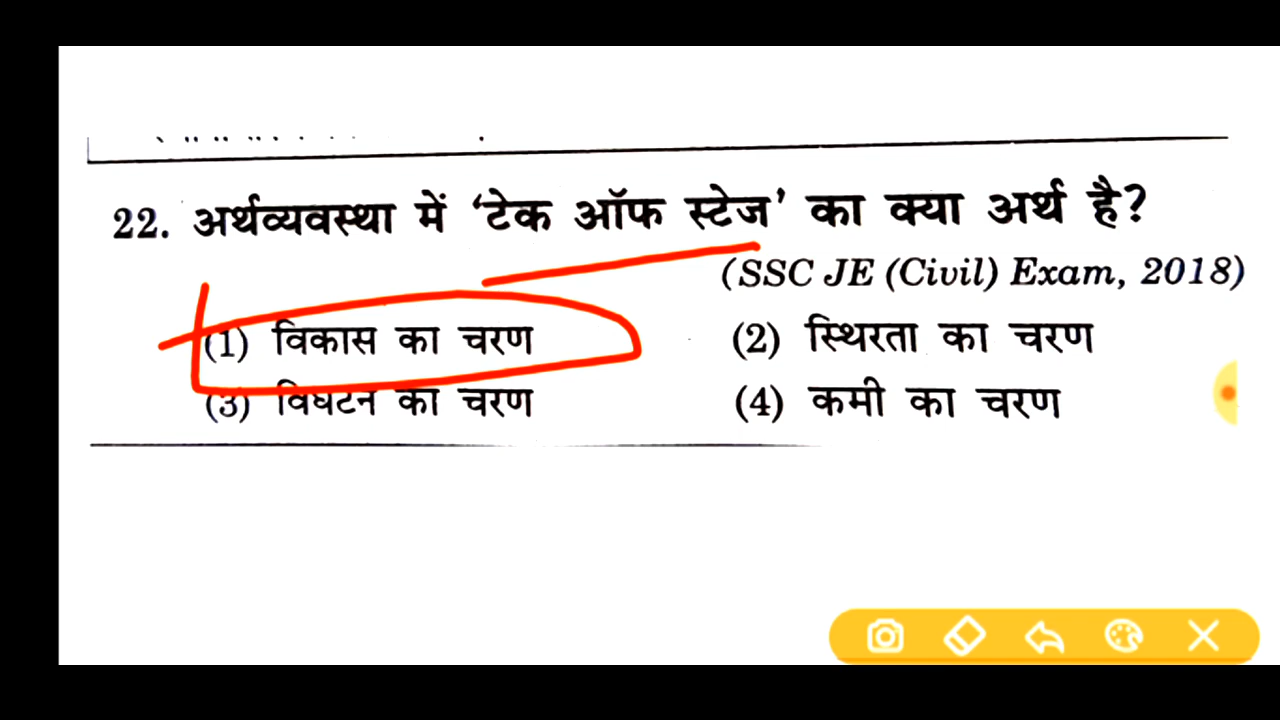 22. अर्थव्यवस्था में 'टेक ऑफ स्टेज' का क्या अर्थ है?
(SSC JE (Civil) Exam, 2018)
(1) विकास का चरण (2) स्थिरता का चरण
(3) विघटन का चरण (4) कमी का चरण